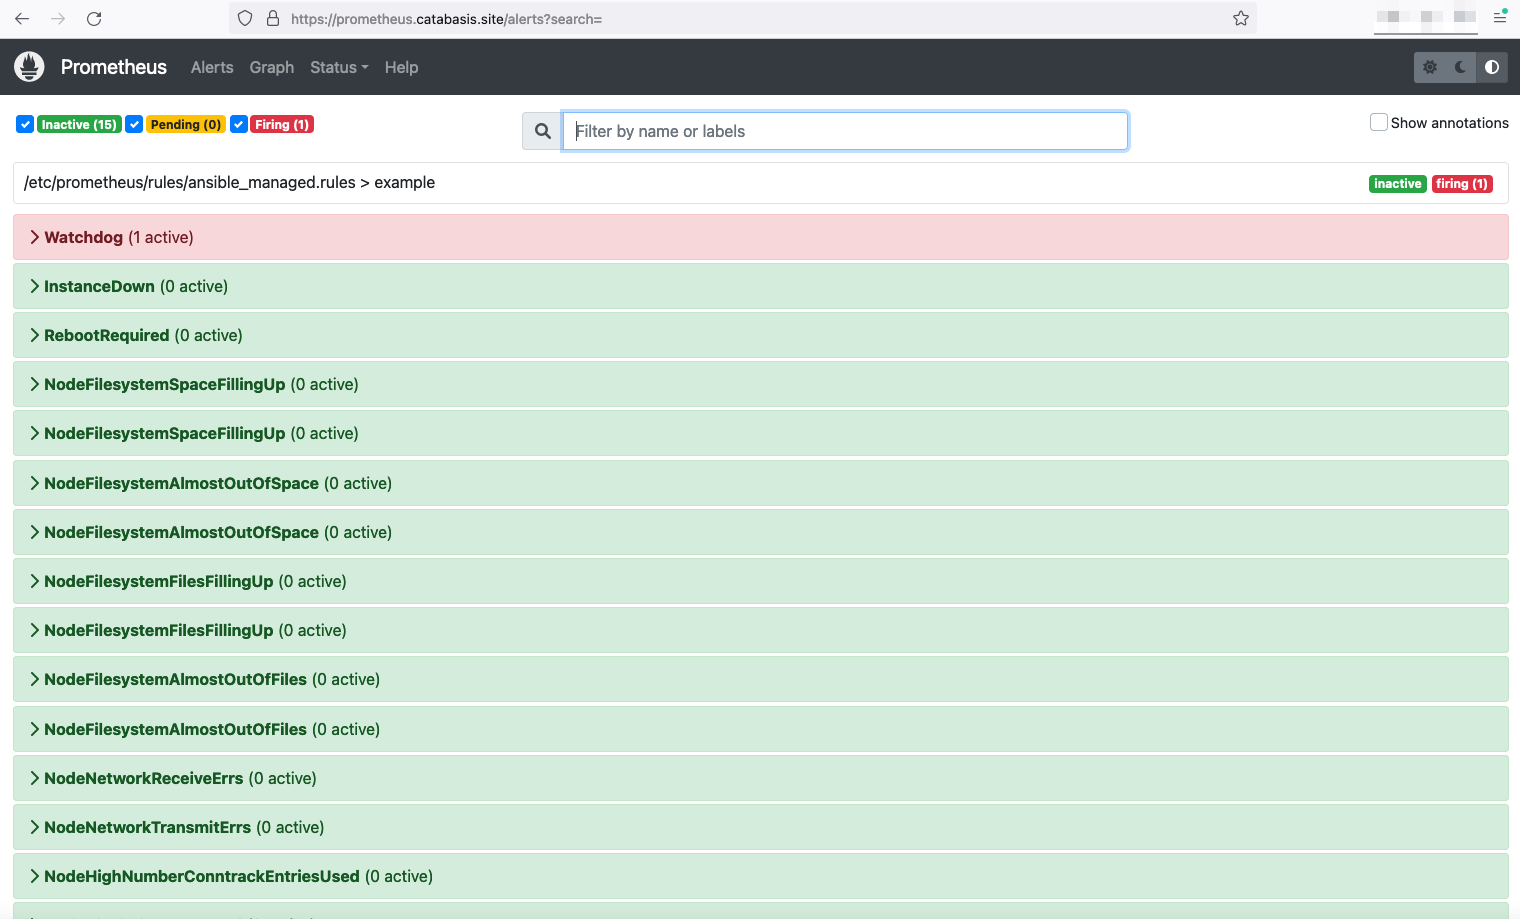 https://prometheus.catabasis.site/alerts?search=
Prometheus Alerts Graph Status Help
Inactive (15) Pending (0) Firing (1) Filter by name or labels Show annotations
/etc/prometheus/rules/ansible_managed.rules > example inactive firing (1)
Watchdog (1 active)
InstanceDown (0 active)
RebootRequired (0 active)
NodeFilesystemSpaceFillingUp (0 active)
NodeFilesystemSpaceFillingUp (0 active)
NodeFilesystemAlmostOutOfSpace (0 active)
NodeFilesystemAlmostOutOfSpace (0 active)
NodeFilesystemFilesFillingUp (0 active)
NodeFilesystemFilesFillingUp (0 active)
NodeFilesystemAlmostOutOfFiles (0 active)
NodeFilesystemAlmostOutOfFiles (0 active)
NodeNetworkReceiveErrs (0 active)
NodeNetworkTransmitErrs (0 active)
NodeHighNumberConntrackEntriesUsed (0 active)